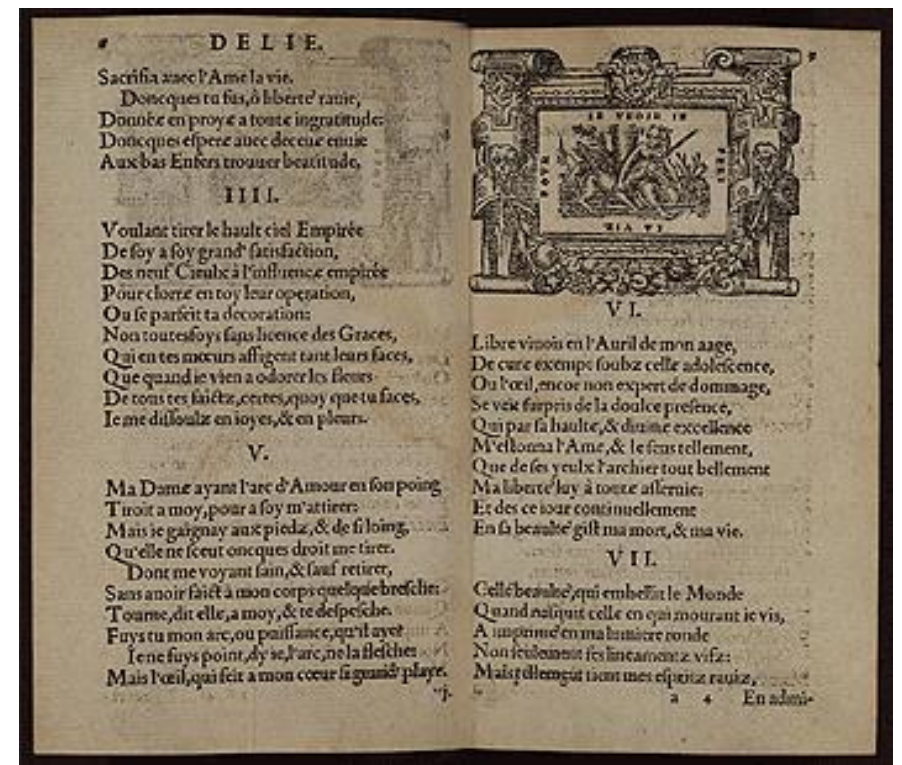 DELIE.
Sacrifia auec l'Ame la vie.
Doncques tu fus, ô liberté rauie,
Donnée en proye a toute ingratitude:
Doncques espere auec deceue enuie
Aux bas Enfers trouuer beatitude.
IIII.
Voulant tirer le hault ciel Empirée
De soy a soy grand' satisfaction,
Des neuf Cieulx à l'influence empirée
Pour clorre en toy leur operation,
Ou se parfeit ta decoration:
Non toutesfoys sans licence des Graces,
Qui en tes mœurs affigent tant leurs faces,
Que quand ie vien a odorer les fleurs
De tous tes faictz, certes, quoy que tu faces,
Ie me dissoulz en ioyes, & en pleurs.
V.
Ma Dame ayant l'arc d'Amour en son poing
Tiroit a moy, pour a soy m'attirer:
Mais ie gaignay aux piedz, & de si loing,
Qu'elle ne sceut oncques droit me tirer.
Dont me voyant sain, & sauf retirer,
Sans auoir faict à mon corps quelque bresche:
Tourne, dit elle, a moy, & te despesche.
Fuys tu mon arc, ou puissance, qu'il aye?
Ie ne fuys point, dy ie, l'arc, ne la flesche:
Mais l'œil, qui feit a mon cœur si grand' playe.
POUR LE VEOIR IE PERS
LA VIE
VI.
Libre viuois en l'Auril de mon aage,
De cure exempt soubz celle adolescence,
Ou l'œil, encor non expert de dommage,
Se veit surpris de la doulce presence,
Qui par sa haulte, & diuine excellence
M'estonna l'Ame, & le sens tellement,
Que de ses yeulx l'archier tout bellement
Ma liberté luy à toute asseruie:
Et des ce iour continuellement
En sa beaulté gist ma mort, & ma vie.
VII.
Celle beaulté, qui embellit le Monde
Quand nasquit celle en qui mourant ie vis,
A imprimé en ma lumiere ronde
Non seulement ses lineamentz vifz:
Mais tellement tient mes espritz rauiz,
a 4 En admi-